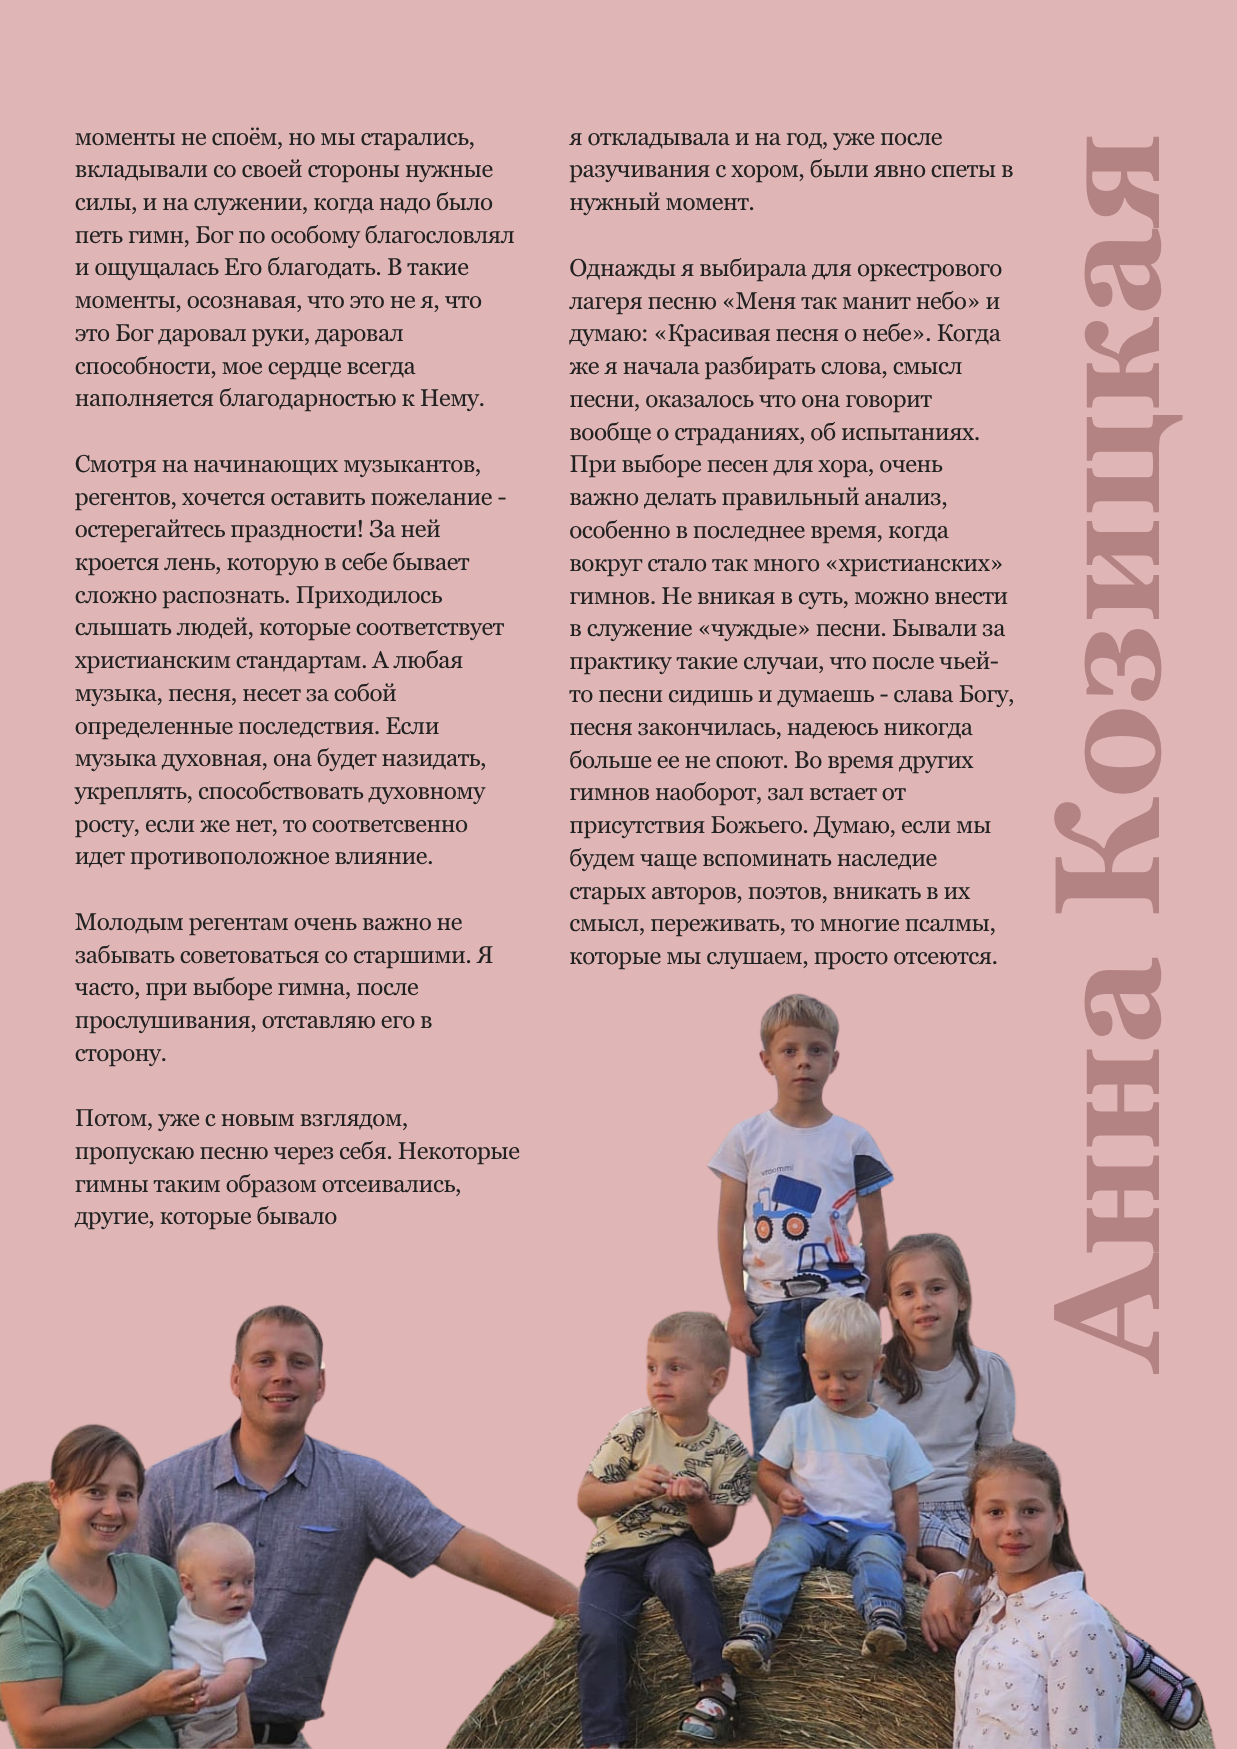 моменты не споём, но мы старались,
вкладывали со своей стороны нужные
силы, и на служении, когда надо было
петь гимн, Бог по особому благословлял
и ощущалась Его благодать. В такие
моменты, осознавая, что это не я, что
это Бог даровал руки, даровал
способности, мое сердце всегда
наполняется благодарностью к Нему.
Смотря на начинающих музыкантов,
регентов, хочется оставить пожелание -
остерегайтесь праздности! За ней
кроется лень, которую в себе бывает
сложно распознать. Приходилось
слышать людей, которые соответствует
христианским стандартам. А любая
музыка, песня, несет за собой
определенные последствия. Если
музыка духовная, она будет назидать,
укреплять, способствовать духовному
росту, если же нет, то соответсвенно
идет противоположное влияние.
Молодым регентам очень важно не
забывать советоваться со старшими. Я
часто, при выборе гимна, после
прослушивания, отставляю его в
сторону.
Потом, уже с новым взглядом,
пропускаю песню через себя. Некоторые
гимны таким образом отсеивались,
другие, которые бывало
я откладывала и на год, уже после
разучивания с хором, были явно спеты в
нужный момент.
Однажды я выбирала для оркестрового
лагеря песню «Меня так манит небо» и
думаю: «Красивая песня о небе». Когда
же я начала разбирать слова, смысл
песни, оказалось что она говорит
вообще о страданиях, об испытаниях.
При выборе песен для хора, очень
важно делать правильный анализ,
особенно в последнее время, когда
вокруг стало так много «христианских»
гимнов. Не вникая в суть, можно внести
в служение «чуждые» песни. Бывали за
практику такие случаи, что после чьей-
то песни сидишь и думаешь - слава Богу,
песня закончилась, надеюсь никогда
больше ее не споют. Во время других
гимнов наоборот, зал встает от
присутствия Божьего. Думаю, если мы
будем чаще вспоминать наследие
старых авторов, поэтов, вникать в их
смысл, переживать, то многие псалмы,
которые мы слушаем, просто отсеются.
Анна Козицкая